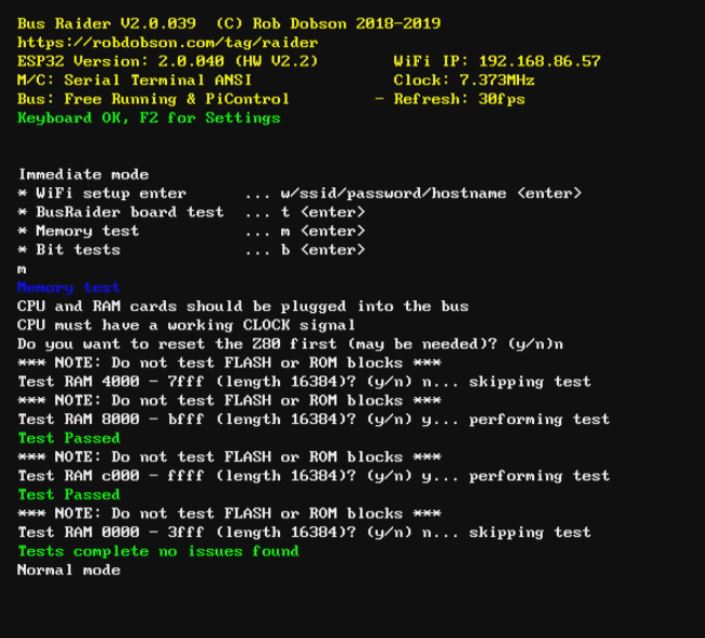 Bus Raider V2.0.039 (C) Rob Dobson 2018-2019
https://robdobson.com/tag/raider
ESP32 Version: 2.0.040 (HW V2.2) WiFi IP: 192.168.86.57
M/C: Serial Terminal ANSI Clock: 7.373MHz
Bus: Free Running & PiControl - Refresh: 30fps
Keyboard OK, F2 for Settings
Immediate mode
* WiFi setup enter ... w/ssid/password/hostname <enter>
* BusRaider board test ... t <enter>
* Memory test ... m <enter>
* Bit tests ... b <enter>
m
Memory test
CPU and RAM cards should be plugged into the bus
CPU must have a working CLOCK signal
Do you want to reset the Z80 first (may be needed)? (y/n)n
*** NOTE: Do not test FLASH or ROM blocks ***
Test RAM 4000 - 7fff (length 16384)? (y/n) n... skipping test
*** NOTE: Do not test FLASH or ROM blocks ***
Test RAM 8000 - bfff (length 16384)? (y/n) y... performing test
Test Passed
*** NOTE: Do not test FLASH or ROM blocks ***
Test RAM c000 - ffff (length 16384)? (y/n) y... performing test
Test Passed
*** NOTE: Do not test FLASH or ROM blocks ***
Test RAM 0000 - 3fff (length 16384)? (y/n) n... skipping test
Tests complete no issues found
Normal mode